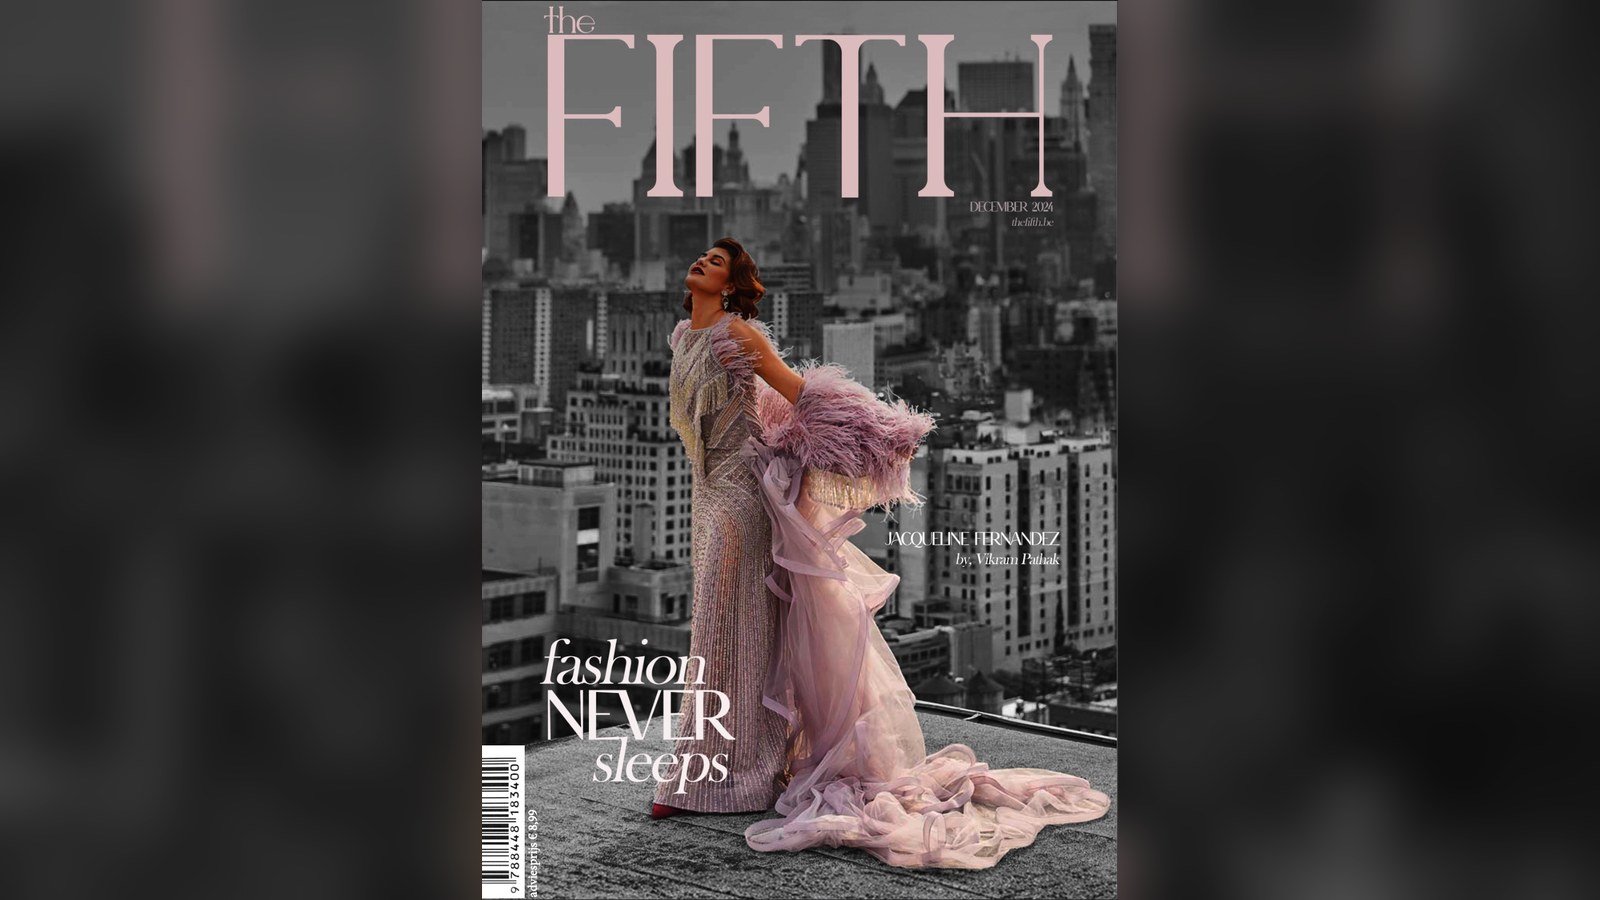 the
FIFTH
DECEMBER 2024
thefifth.be
JACQUELINE FERNANDEZ
by, Vikram Pathak
fashion
NEVER
sleeps
9 788448 183400
adviesprijs € 8,99